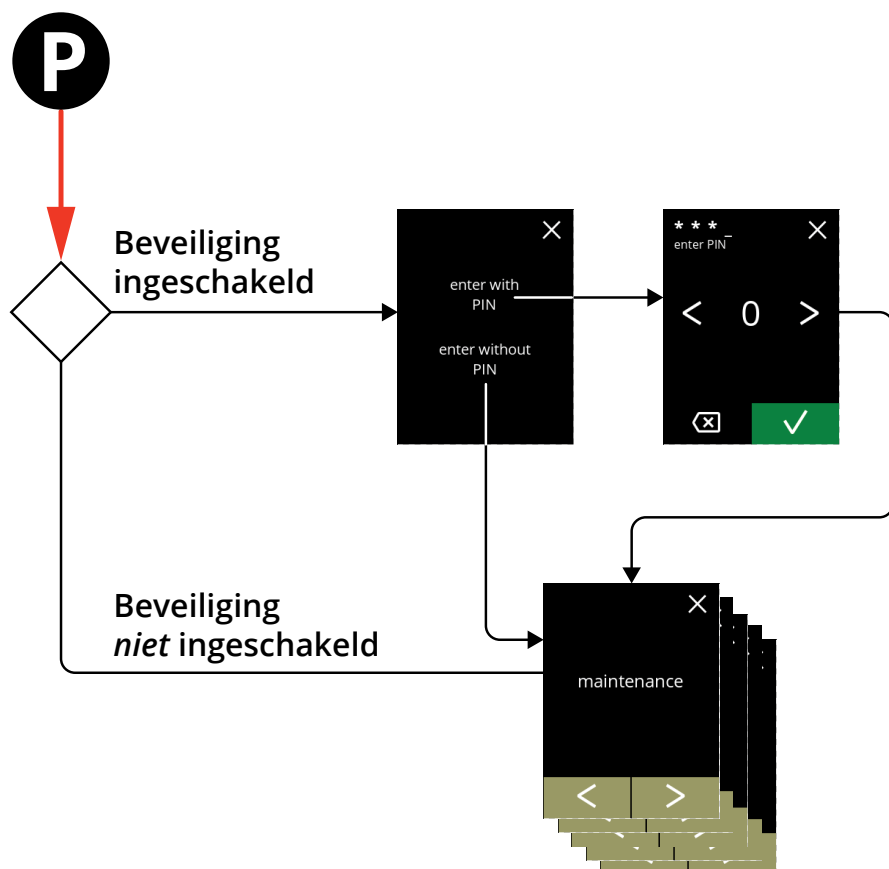 P
Beveiliging
ingeschakeld
enter with
PIN
enter without
PIN
* * * _
enter PIN
< 0 >
Beveiliging
niet ingeschakeld
maintenance
< >